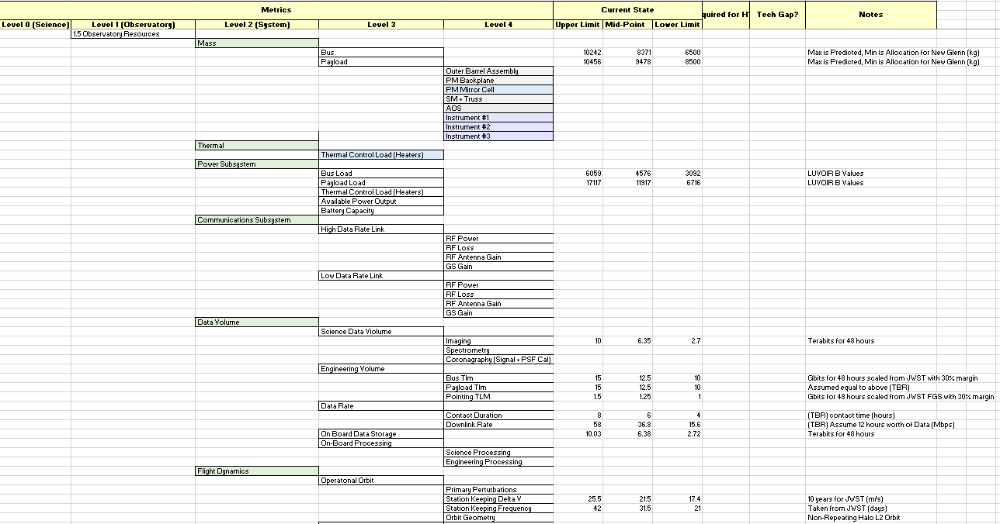 Metrics Current State quired for H' Tech Gap? Notes
Level 0 (Science) Level 1 (Observatory) Level 2 (System) Level 3 Level 4 Upper Limit Mid-Point Lower Limit
1.5 Observatory Resources
Mass
Bus 10242 8371 6500 Max is Predicted, Min is Allocation for New Glenn (kg)
Payload 10456 9478 8500 Max is Predicted, Min is Allocation for New Glenn (kg)
Outer Barrel Assembly
PM Backplane
PM Mirror Cell
SM + Truss
AOS
Instrument #1
Instrument #2
Instrument #3
Thermal
Thermal Control Load (Heaters)
Power Subsystem
Bus Load 6059 4576 3092 LUVOIR B Values
Payload Load 17117 11917 6716 LUVOIR B Values
Thermal Control Load (Heaters)
Available Power Output
Battery Capacity
Communications Subsystem
High Data Rate Link
RF Power
RF Loss
RF Antenna Gain
GS Gain
Low Data Rate Link
RF Power
RF Loss
RF Antenna Gain
GS Gain
Data Volume
Science Data Violume
Imaging 10 6.35 2.7 Terabits for 48 hours
Spectrometry
Coronagraphy (Signal + PSF Cal)
Engineering Volume
Bus Tlm 15 12.5 10 Gbits for 48 hours scaled from JWST with 30% margin
Payload Tlm 15 12.5 10 Assumed equal to above (TBR)
Pointing TLM 1.5 1.25 1 Gbits for 48 hours scaled from JWST FGS with 30% margin
Data Rate
Contact Duration 8 6 4 (TBR) contact time (hours)
Downlink Rate 58 36.8 15.6 (TBR) Assume 12 hours worth of Data (Mbps)
On Board Data Storage 10.03 6.38 2.72 Terabits for 48 hours
On-Board Processing
Science Processing
Engineering Processing
Flight Dynamics
Operatonal Orbit
Primary Perturbations
Station Keeping Delta V 25.5 21.5 17.4 10 years for JWST (m/s)
Station Keeping Frequency 42 31.5 21 Taken from JWST (days)
Orbit Geometry Non-Repeating Halo L2 Orbit